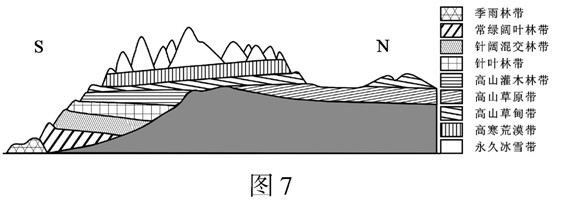 S
N
季雨林带
常绿阔叶林带
针阔混交林带
针叶林带
高山灌木林带
高山草原带
高山草甸带
高寒荒漠带
永久冰雪带
图7